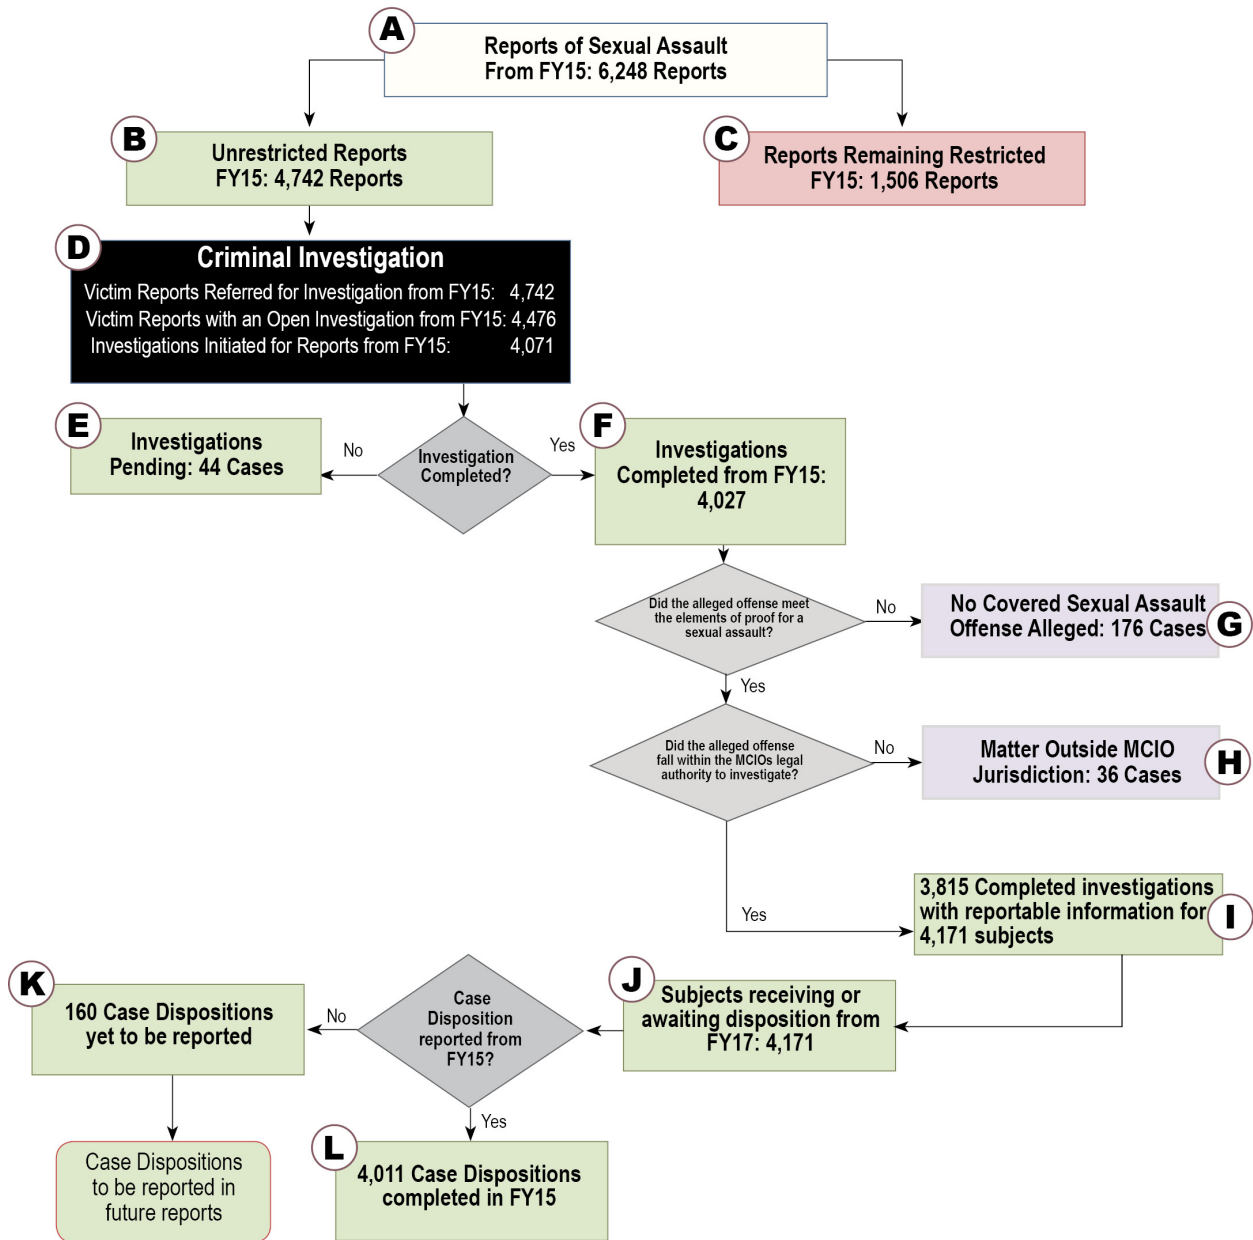 A
Reports of Sexual Assault
From FY15: 6,248 Reports
B
Unrestricted Reports
FY15: 4,742 Reports
C
Reports Remaining Restricted
FY15: 1,506 Reports
D
Criminal Investigation
Victim Reports Referred for Investigation from FY15: 4,742
Victim Reports with an Open Investigation from FY15: 4,476
Investigations Initiated for Reports from FY15: 4,071
E
Investigations
Pending: 44 Cases
No
Investigation
Completed?
Yes
F
Investigations
Completed from FY15:
4,027
Did the alleged offense meet
the elements of proof for a
sexual assault?
No
No Covered Sexual Assault
Offense Alleged: 176 Cases
G
Yes
Did the alleged offense
fall within the MCIOs legal
authority to investigate?
No
Matter Outside MCIO
Jurisdiction: 36 Cases
H
Yes
3,815 Completed investigations
with reportable information for
4,171 subjects
I
J
Subjects receiving or
awaiting disposition from
FY17: 4,171
Case
Disposition
reported from
FY15?
No
K
160 Case Dispositions
yet to be reported
Yes
L
4,011 Case Dispositions
completed in FY15
Case Dispositions
to be reported in
future reports